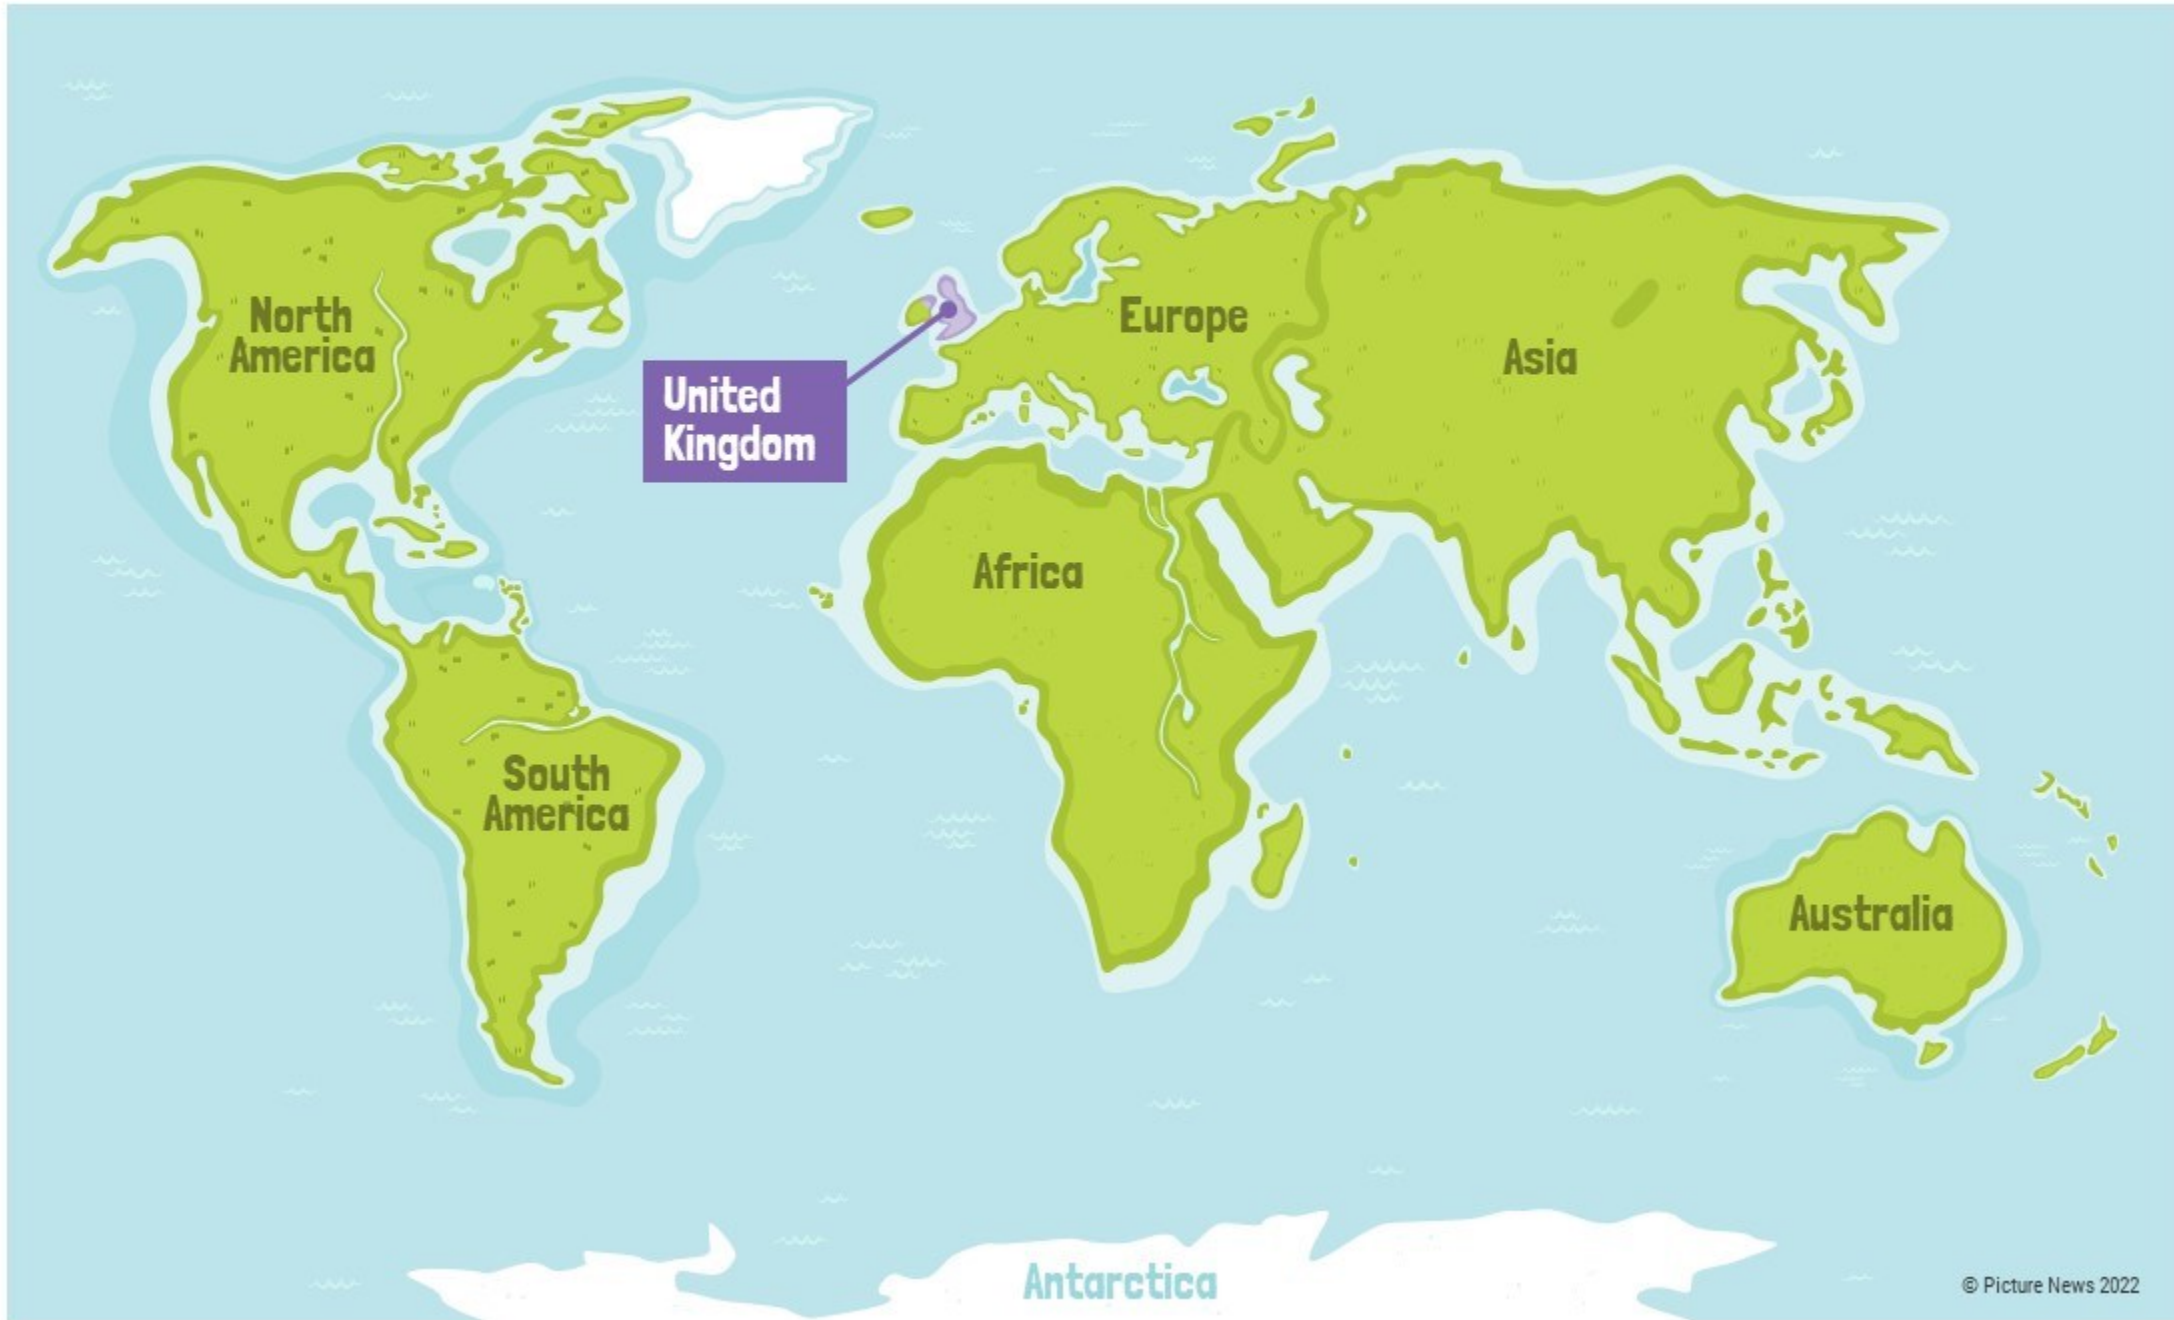 North
America
Europe
Asia
United
Kingdom
Africa
South
America
Australia
Antarctica
© Picture News 2022